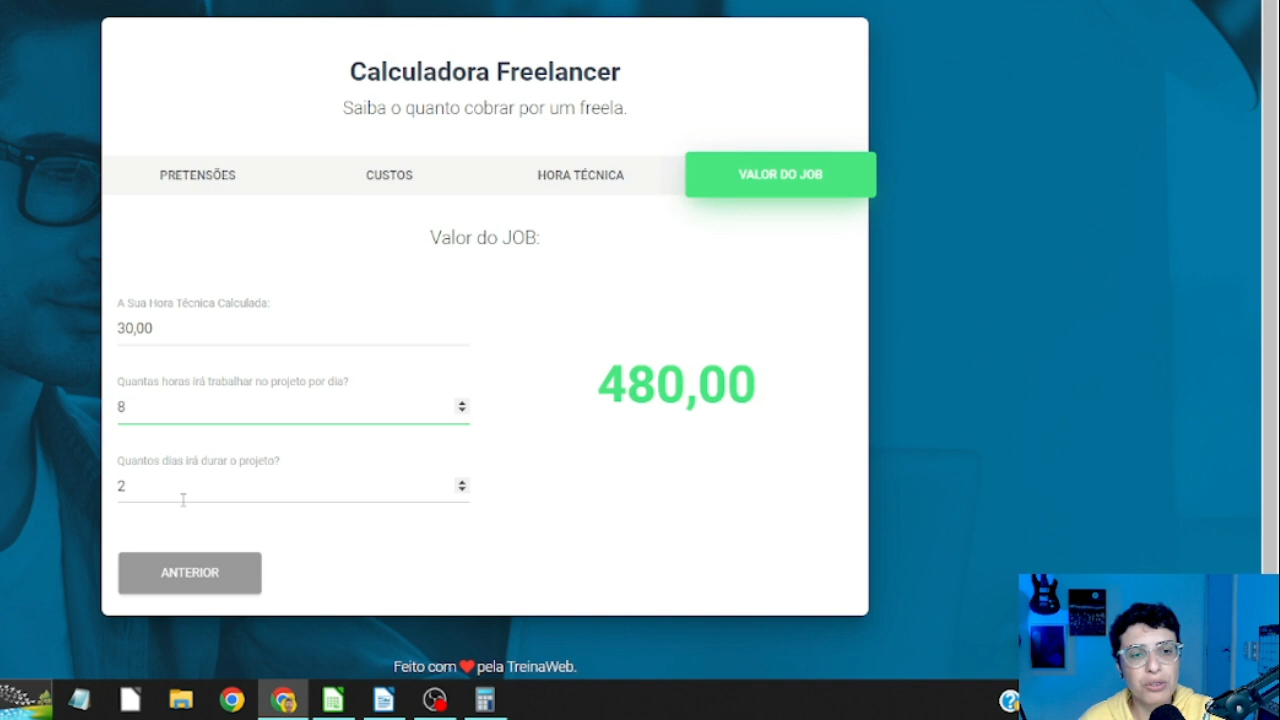 Calculadora Freelancer
Saiba o quanto cobrar por um freela.
PRETENSÕES CUSTOS HORA TÉCNICA VALOR DO JOB
Valor do JOB:
A Sua Hora Técnica Calculada:
30,00
480,00
Quantas horas irá trabalhar no projeto por dia?
8
Quantos dias irá durar o projeto?
2
ANTERIOR
Feito com ❤ pela TreinaWeb.